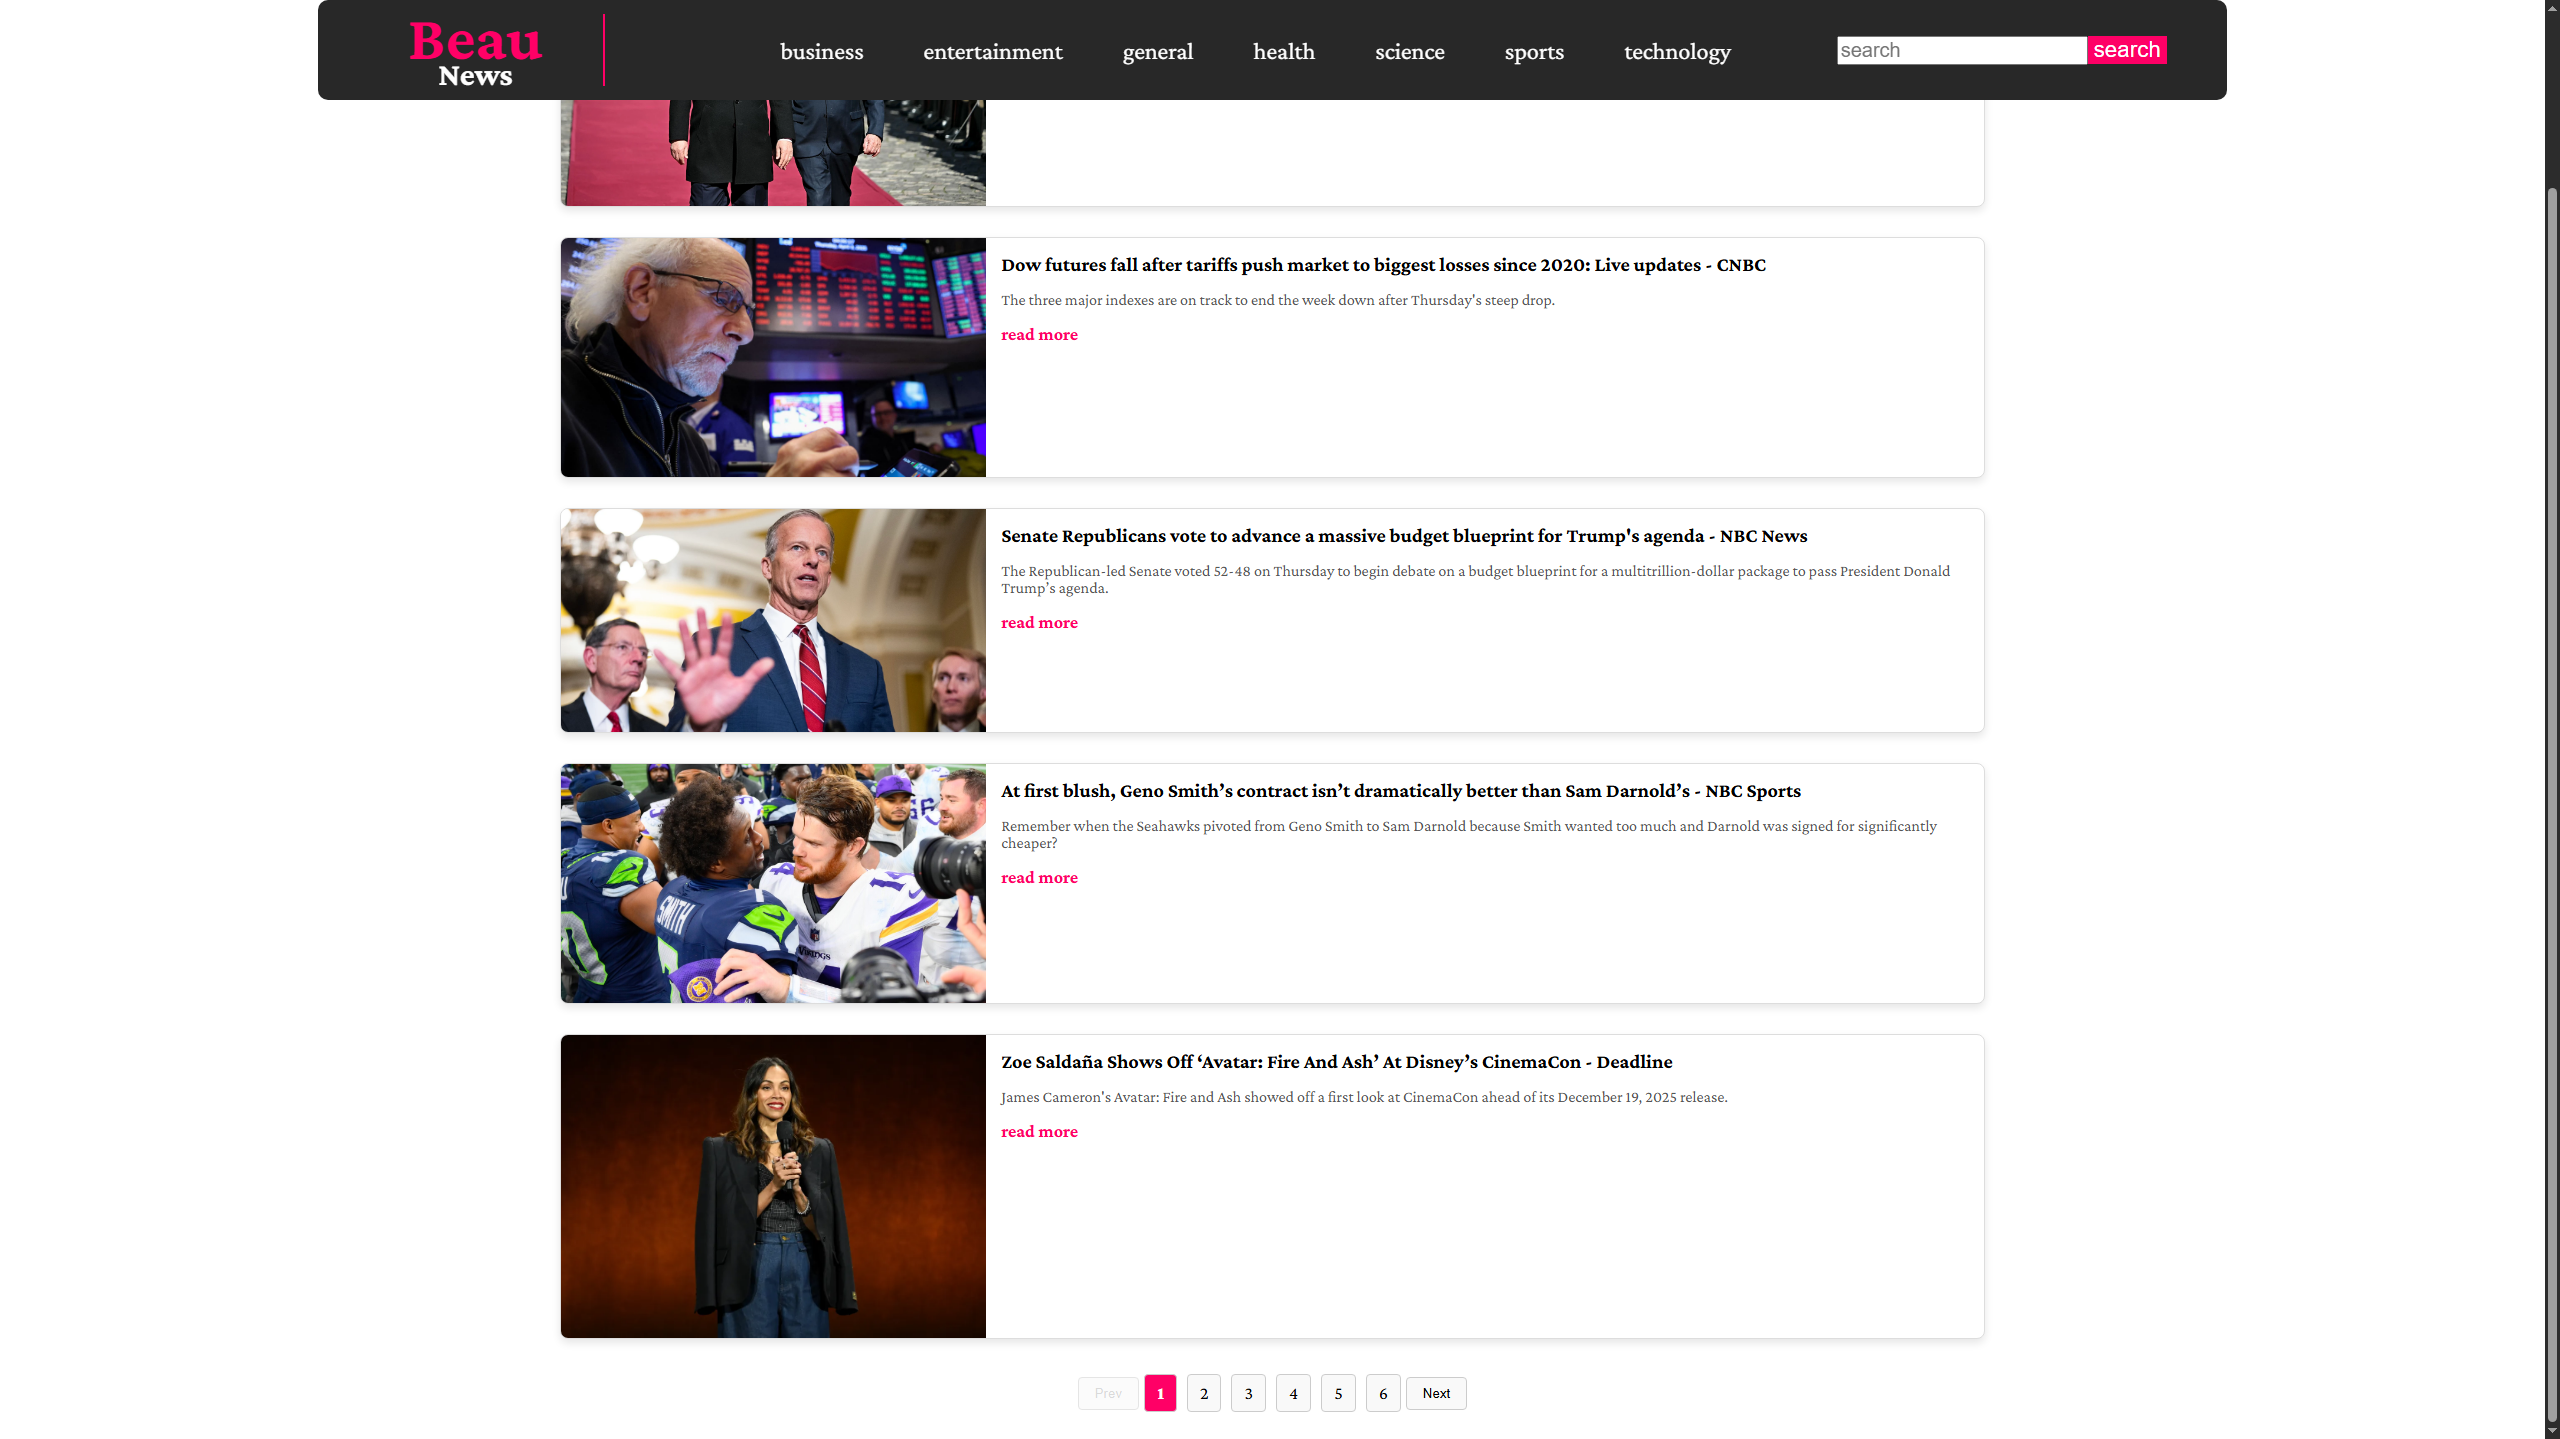 Beau
News
business entertainment general health science sports technology
search search
Dow futures fall after tariffs push market to biggest losses since 2020: Live updates - CNBC
The three major indexes are on track to end the week down after Thursday's steep drop.
read more
Senate Republicans vote to advance a massive budget blueprint for Trump's agenda - NBC News
The Republican-led Senate voted 52-48 on Thursday to begin debate on a budget blueprint for a multitrillion-dollar package to pass President Donald
Trump’s agenda.
read more
SMITH
VIKINGS
At first blush, Geno Smith’s contract isn’t dramatically better than Sam Darnold’s - NBC Sports
Remember when the Seahawks pivoted from Geno Smith to Sam Darnold because Smith wanted too much and Darnold was signed for significantly
cheaper?
read more
Zoe Saldaña Shows Off ‘Avatar: Fire And Ash’ At Disney’s CinemaCon - Deadline
James Cameron's Avatar: Fire and Ash showed off a first look at CinemaCon ahead of its December 19, 2025 release.
read more
Prev 1 2 3 4 5 6 Next